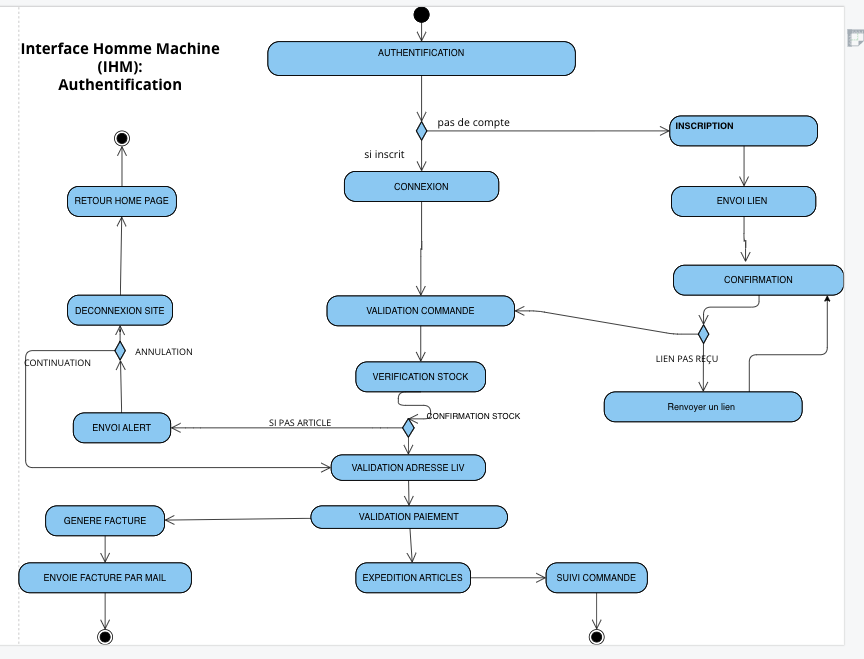 Interface Homme Machine
(IHM):
Authentification
AUTHENTIFICATION
pas de compte
INSCRIPTION
si inscrit
CONNEXION
RETOUR HOME PAGE
ENVOI LIEN
CONFIRMATION
DECONNEXION SITE
VALIDATION COMMANDE
ANNULATION
CONTINUATION
LIEN PAS REÇU
VERIFICATION STOCK
Renvoyer un lien
CONFIRMATION STOCK
SI PAS ARTICLE
ENVOI ALERT
VALIDATION ADRESSE LIV
GENERE FACTURE
VALIDATION PAIEMENT
ENVOIE FACTURE PAR MAIL
EXPEDITION ARTICLES
SUIVI COMMANDE